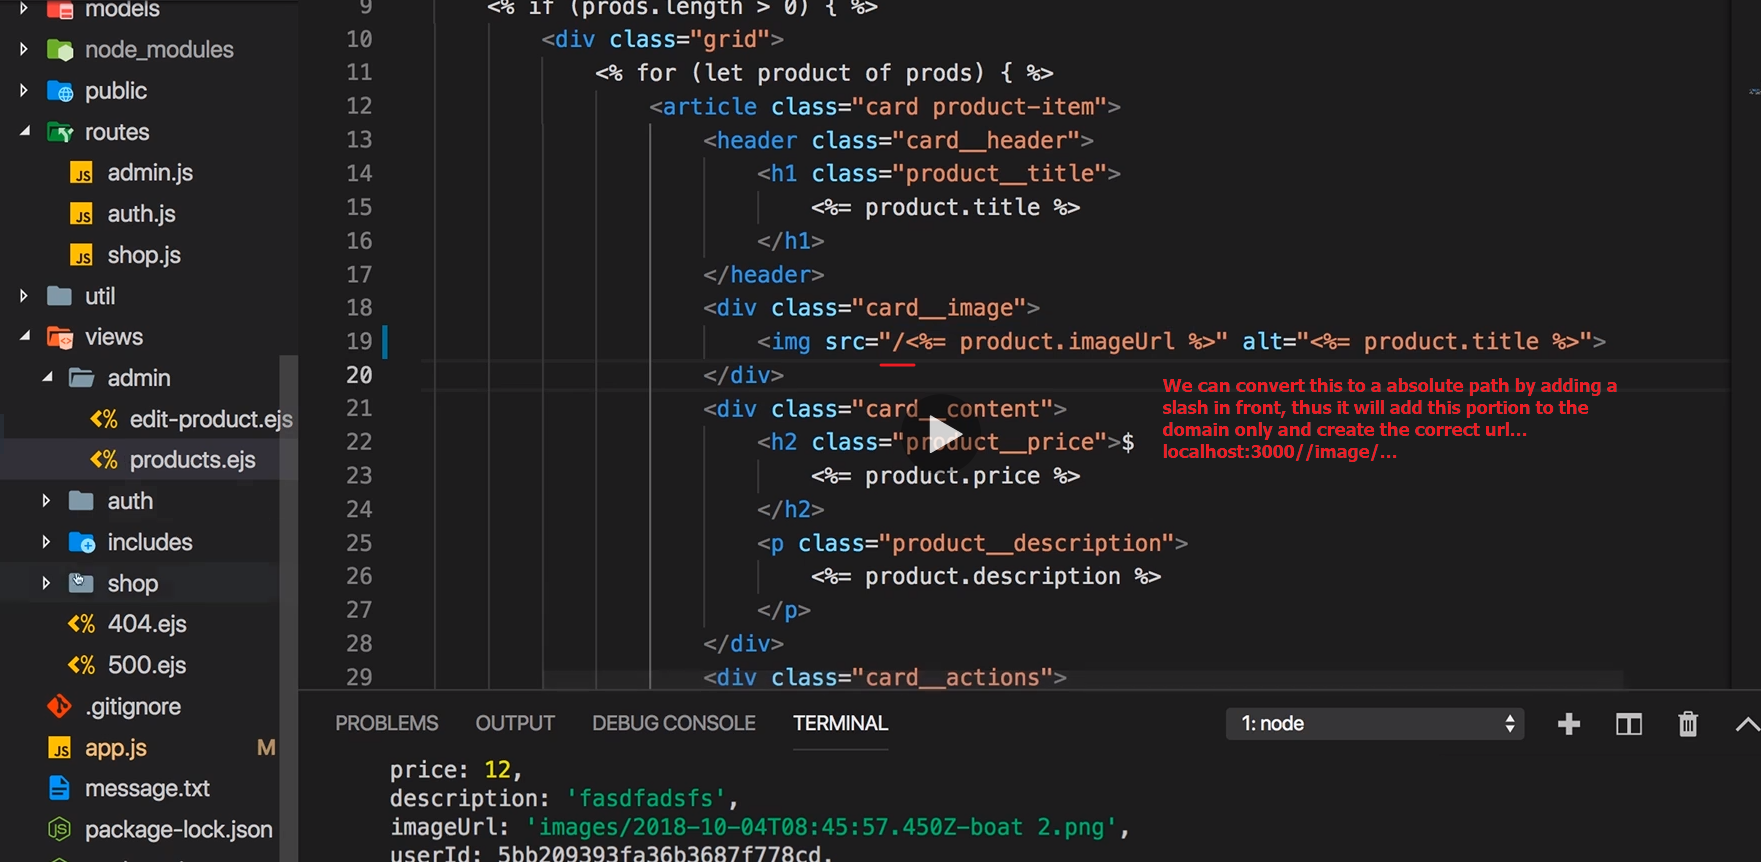 models
node_modules
public
routes
admin.js
auth.js
shop.js
util
views
admin
edit-product.ejs
products.ejs
auth
includes
shop
404.ejs
500.ejs
.gitignore
app.js M
message.txt
package-lock.json
9 <% if (prods.length > 0) { %>
10 <div class="grid">
11 <% for (let product of prods) { %>
12 <article class="card product-item">
13 <header class="card__header">
14 <h1 class="product__title">
15 <%= product.title %>
16 </h1>
17 </header>
18 <div class="card__image">
19 <img src="/<%= product.imageUrl %>" alt="<%= product.title %>">
20 </div>
21 <div class="card__content">
22 <h2 class="product__price">$
23 <%= product.price %>
24 </h2>
25 <p class="product__description">
26 <%= product.description %>
27 </p>
28 </div>
29 <div class="card__actions">
We can convert this to a absolute path by adding a
slash in front, thus it will add this portion to the
domain only and create the correct url...
localhost:3000//image/...
PROBLEMS OUTPUT DEBUG CONSOLE TERMINAL 1: node
price: 12,
description: 'fasdfadsfs',
imageUrl: 'images/2018-10-04T08:45:57.450Z-boat 2.png',
userId: 5bb209393fa36b3687f778cd,